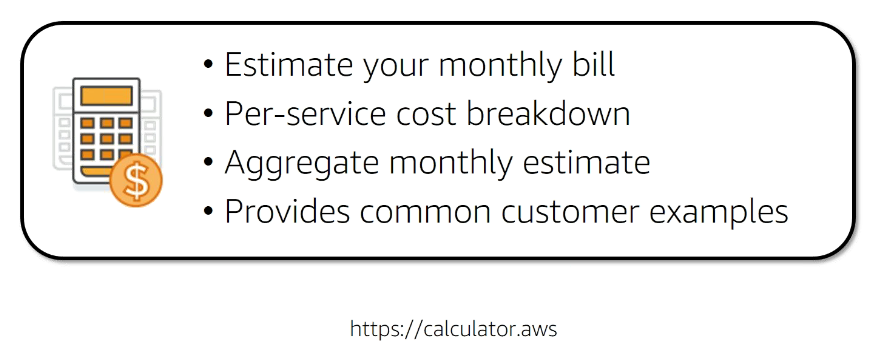 • Estimate your monthly bill
• Per-service cost breakdown
• Aggregate monthly estimate
• Provides common customer examples
$
https://calculator.aws